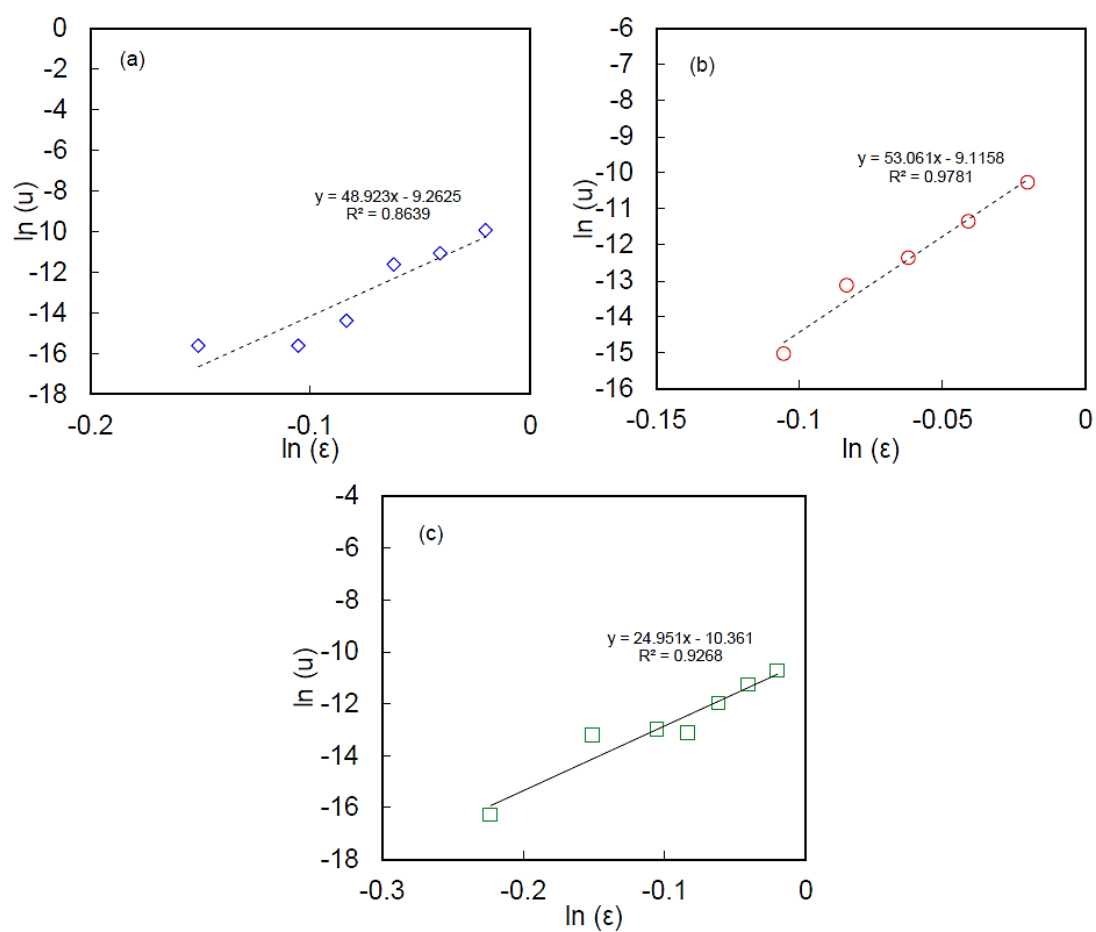 (a)
ln (u)
0
-2
-4
-6
-8
-10
-12
-14
-16
-18
y = 48.923x - 9.2625
R² = 0.8639
-0.2
-0.1
0
ln (ε)
(b)
ln (u)
-6
-7
-8
-9
-10
-11
-12
-13
-14
-15
-16
y = 53.061x - 9.1158
R² = 0.9781
-0.15
-0.1
-0.05
0
ln (ε)
(c)
ln (u)
-4
-6
-8
-10
-12
-14
-16
-18
y = 24.951x - 10.361
R² = 0.9268
-0.3
-0.2
-0.1
0
ln (ε)